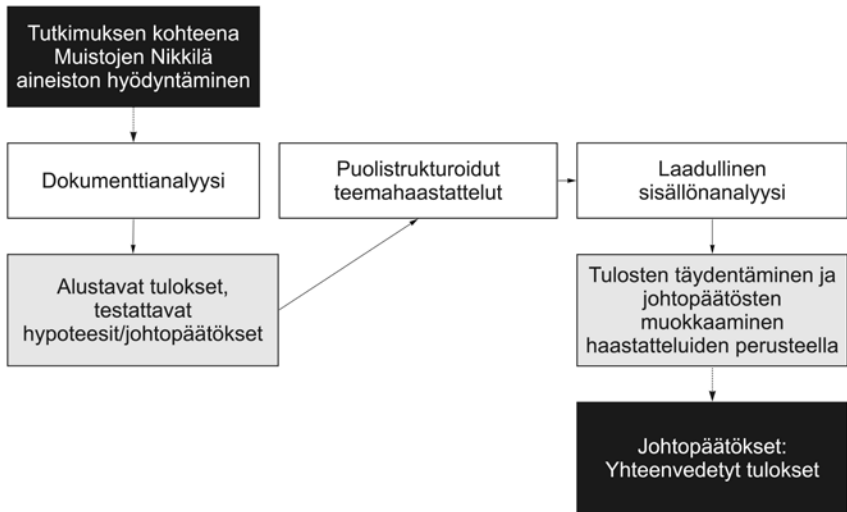 Tutkimuksen kohteena
Muistojen Nikkilä
aineiston hyödyntäminen
Dokumenttianalyysi
Alustavat tulokset,
testattavat
hypoteesit/johtopäätökset
Puolistrukturoidut
teemahaastattelut
Laadullinen
sisällönanalyysi
Tulosten täydentäminen ja
johtopäätösten
muokkaaminen
haastatteluiden perusteella
Johtopäätökset:
Yhteenvedetyt tulokset